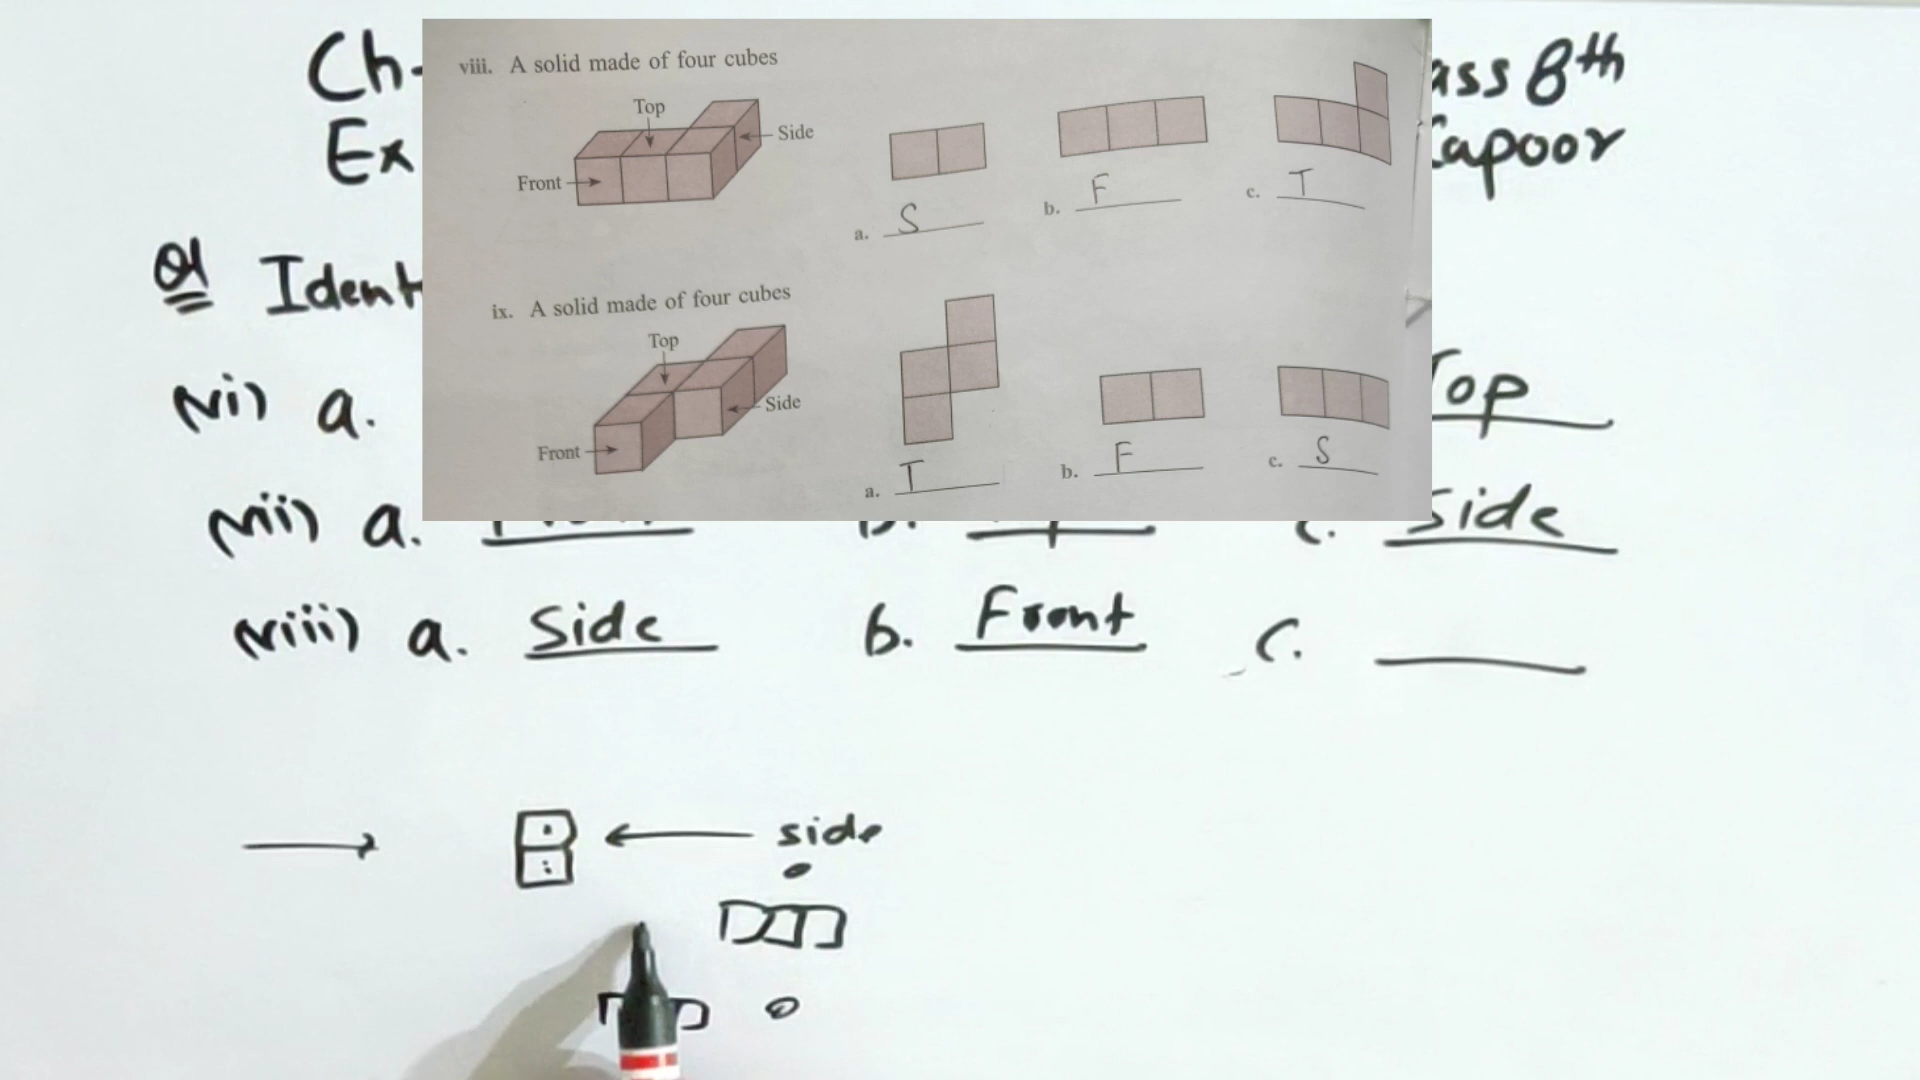 Ch-
ass 8th
Ex
Kapoor
viii. A solid made of four cubes
Top
Side
Front
a. S
b. F
c. T
ix. A solid made of four cubes
Top
Side
Front
a. T
b. F
c. S
Q1 Ident
(vi) a.
Top
(vii) a.
c. Side
(viii) a. Side b. Front c.
side